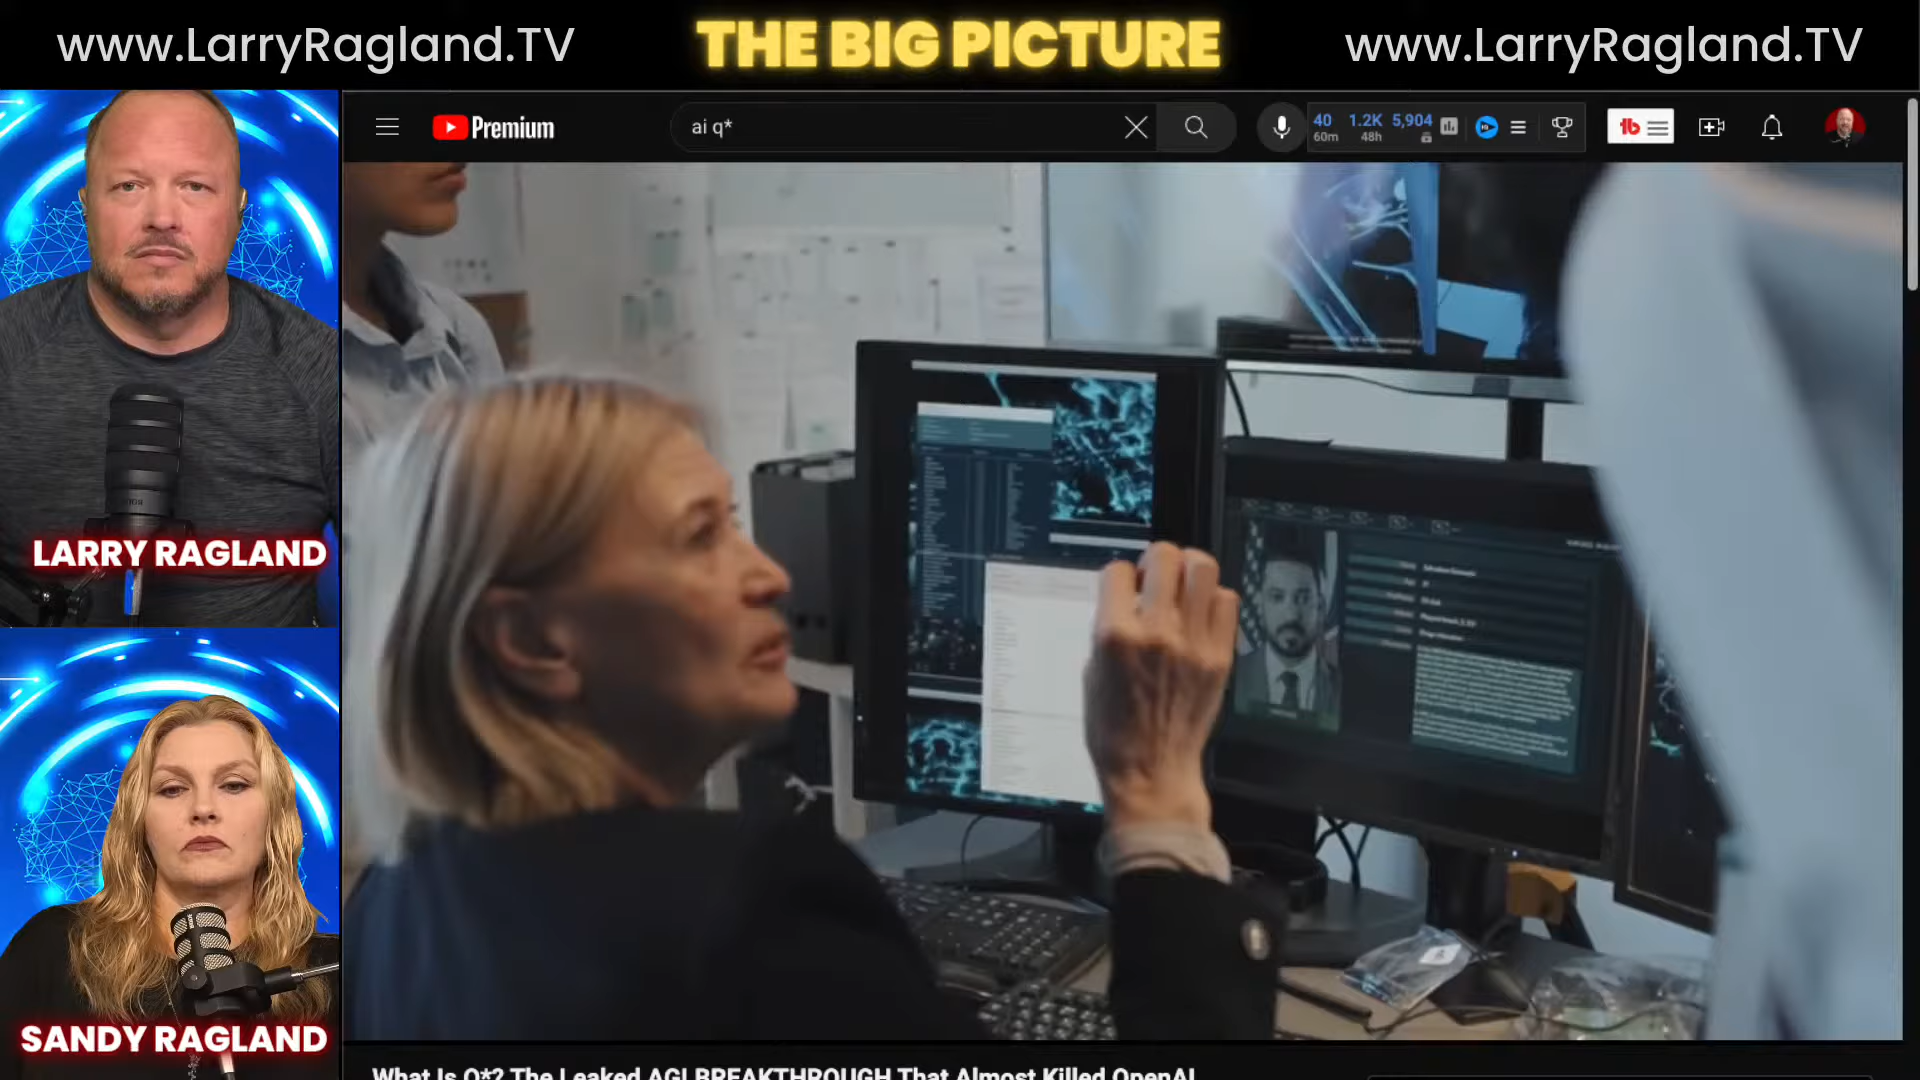 www.LarryRagland.TV
THE BIG PICTURE
www.LarryRagland.TV
Premium
ai q*
40
60m
1.2K
48h
5,904
LARRY RAGLAND
SANDY RAGLAND
What Is Q*? The Leaked AGI BREAKTHROUGH That Almost Killed OpenAI